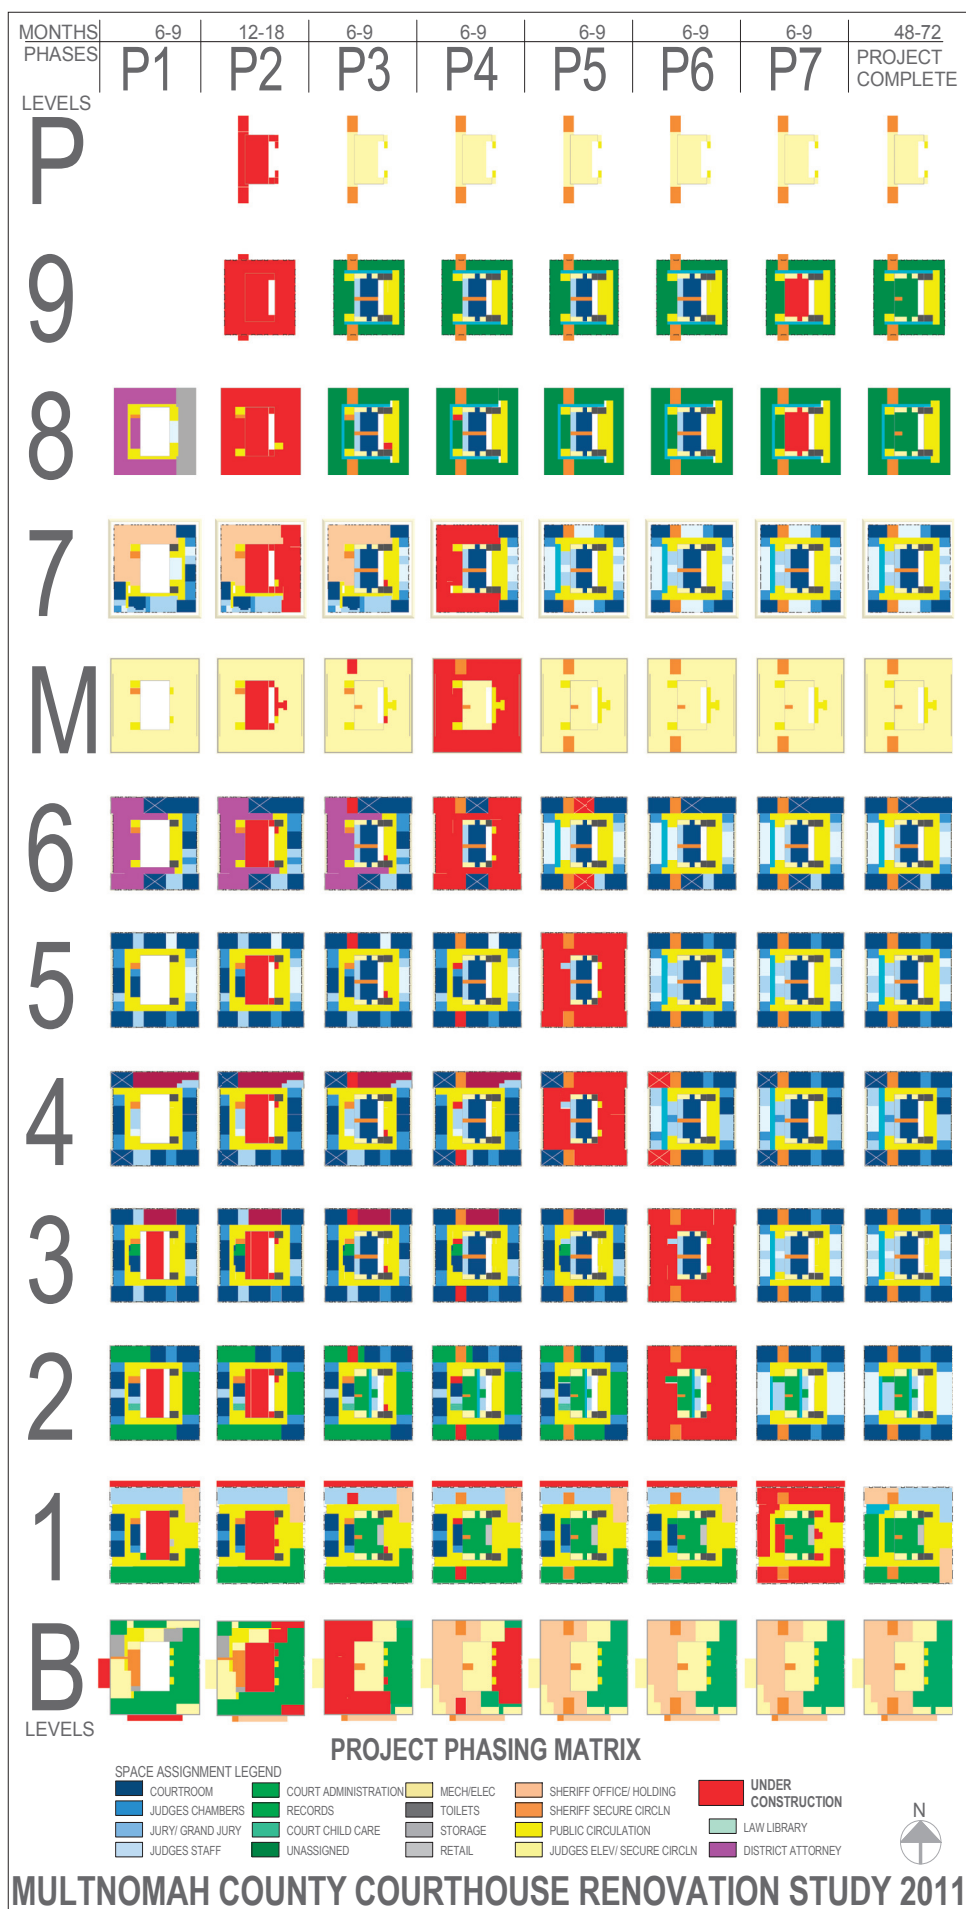 MONTHS 6-9 12-18 6-9 6-9 6-9 6-9 6-9 48-72
PHASES P1 P2 P3 P4 P5 P6 P7 PROJECT COMPLETE
LEVELS
P
9
8
7
M
6
5
4
3
2
1
B
LEVELS
PROJECT PHASING MATRIX
SPACE ASSIGNMENT LEGEND
COURTROOM COURT ADMINISTRATION MECH/ELEC SHERIFF OFFICE/ HOLDING UNDER CONSTRUCTION
JUDGES CHAMBERS RECORDS TOILETS SHERIFF SECURE CIRCLN
JURY/ GRAND JURY COURT CHILD CARE STORAGE PUBLIC CIRCULATION LAW LIBRARY
JUDGES STAFF UNASSIGNED RETAIL JUDGES ELEV/ SECURE CIRCLN DISTRICT ATTORNEY
N
MULTNOMAH COUNTY COURTHOUSE RENOVATION STUDY 2011